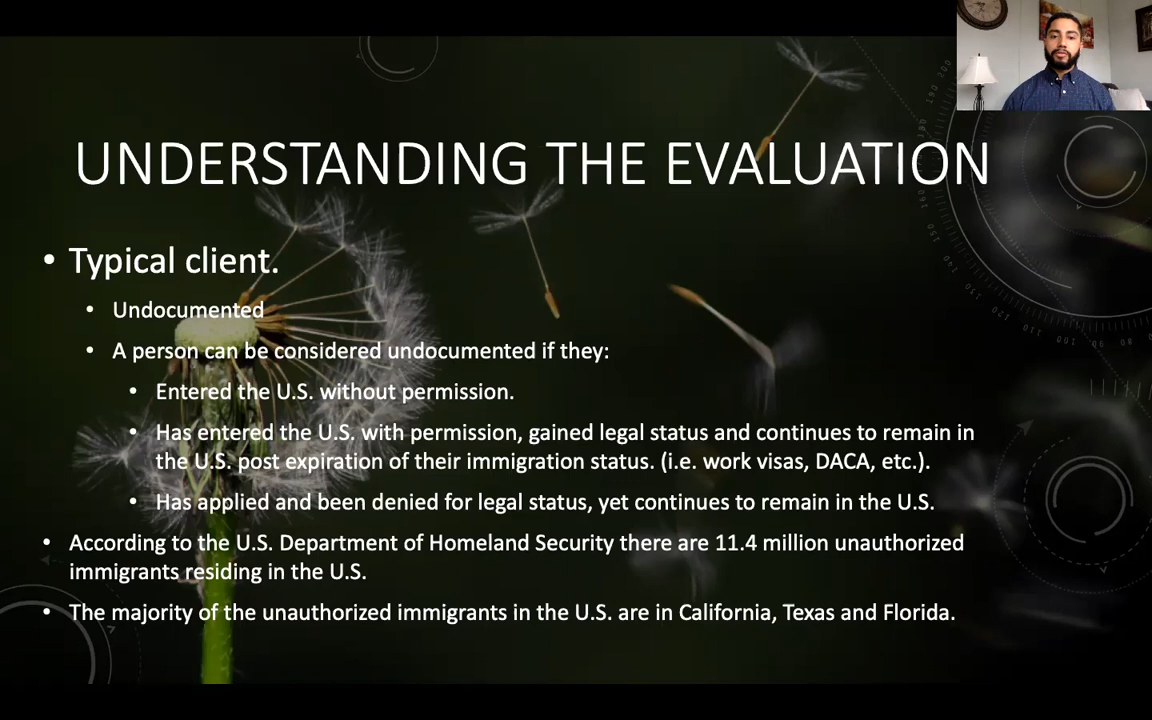 UNDERSTANDING THE EVALUATION
• Typical client.
• Undocumented
• A person can be considered undocumented if they:
• Entered the U.S. without permission.
• Has entered the U.S. with permission, gained legal status and continues to remain in
the U.S. post expiration of their immigration status. (i.e. work visas, DACA, etc.).
• Has applied and been denied for legal status, yet continues to remain in the U.S.
• According to the U.S. Department of Homeland Security there are 11.4 million unauthorized
immigrants residing in the U.S.
• The majority of the unauthorized immigrants in the U.S. are in California, Texas and Florida.